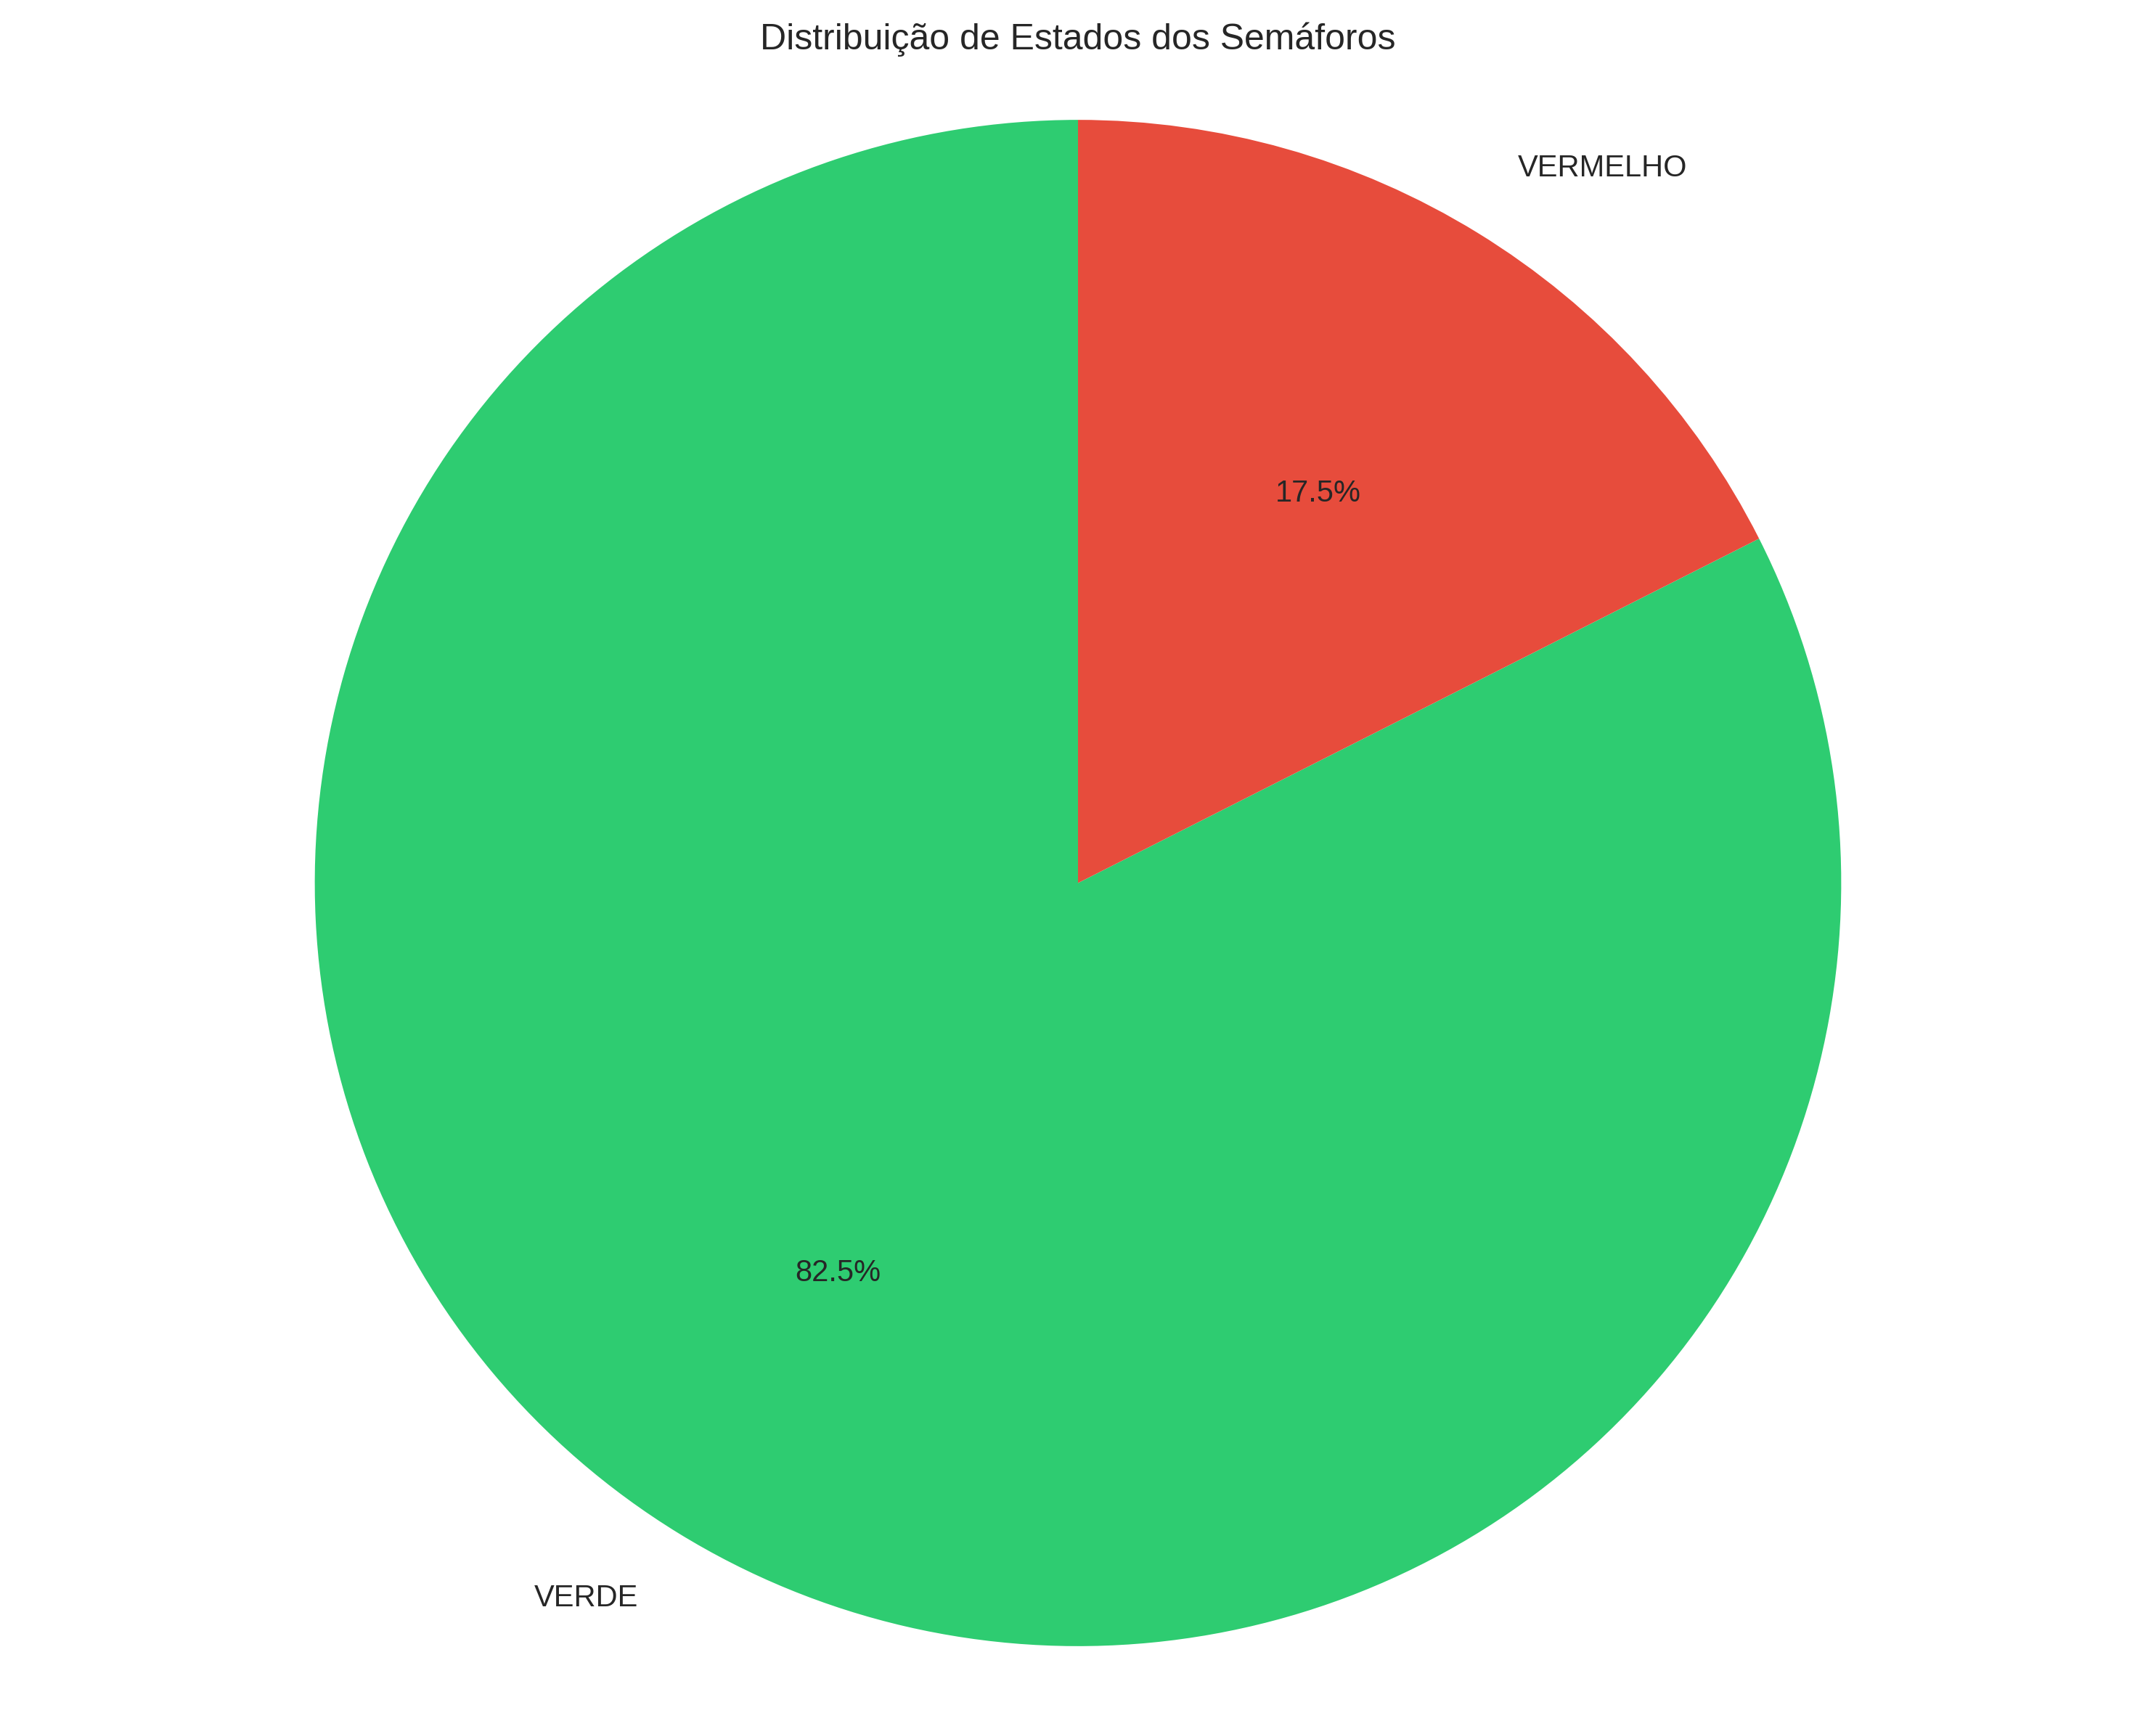 Distribuição de Estados dos Semáforos
VERMELHO
17.5%
82.5%
VERDE